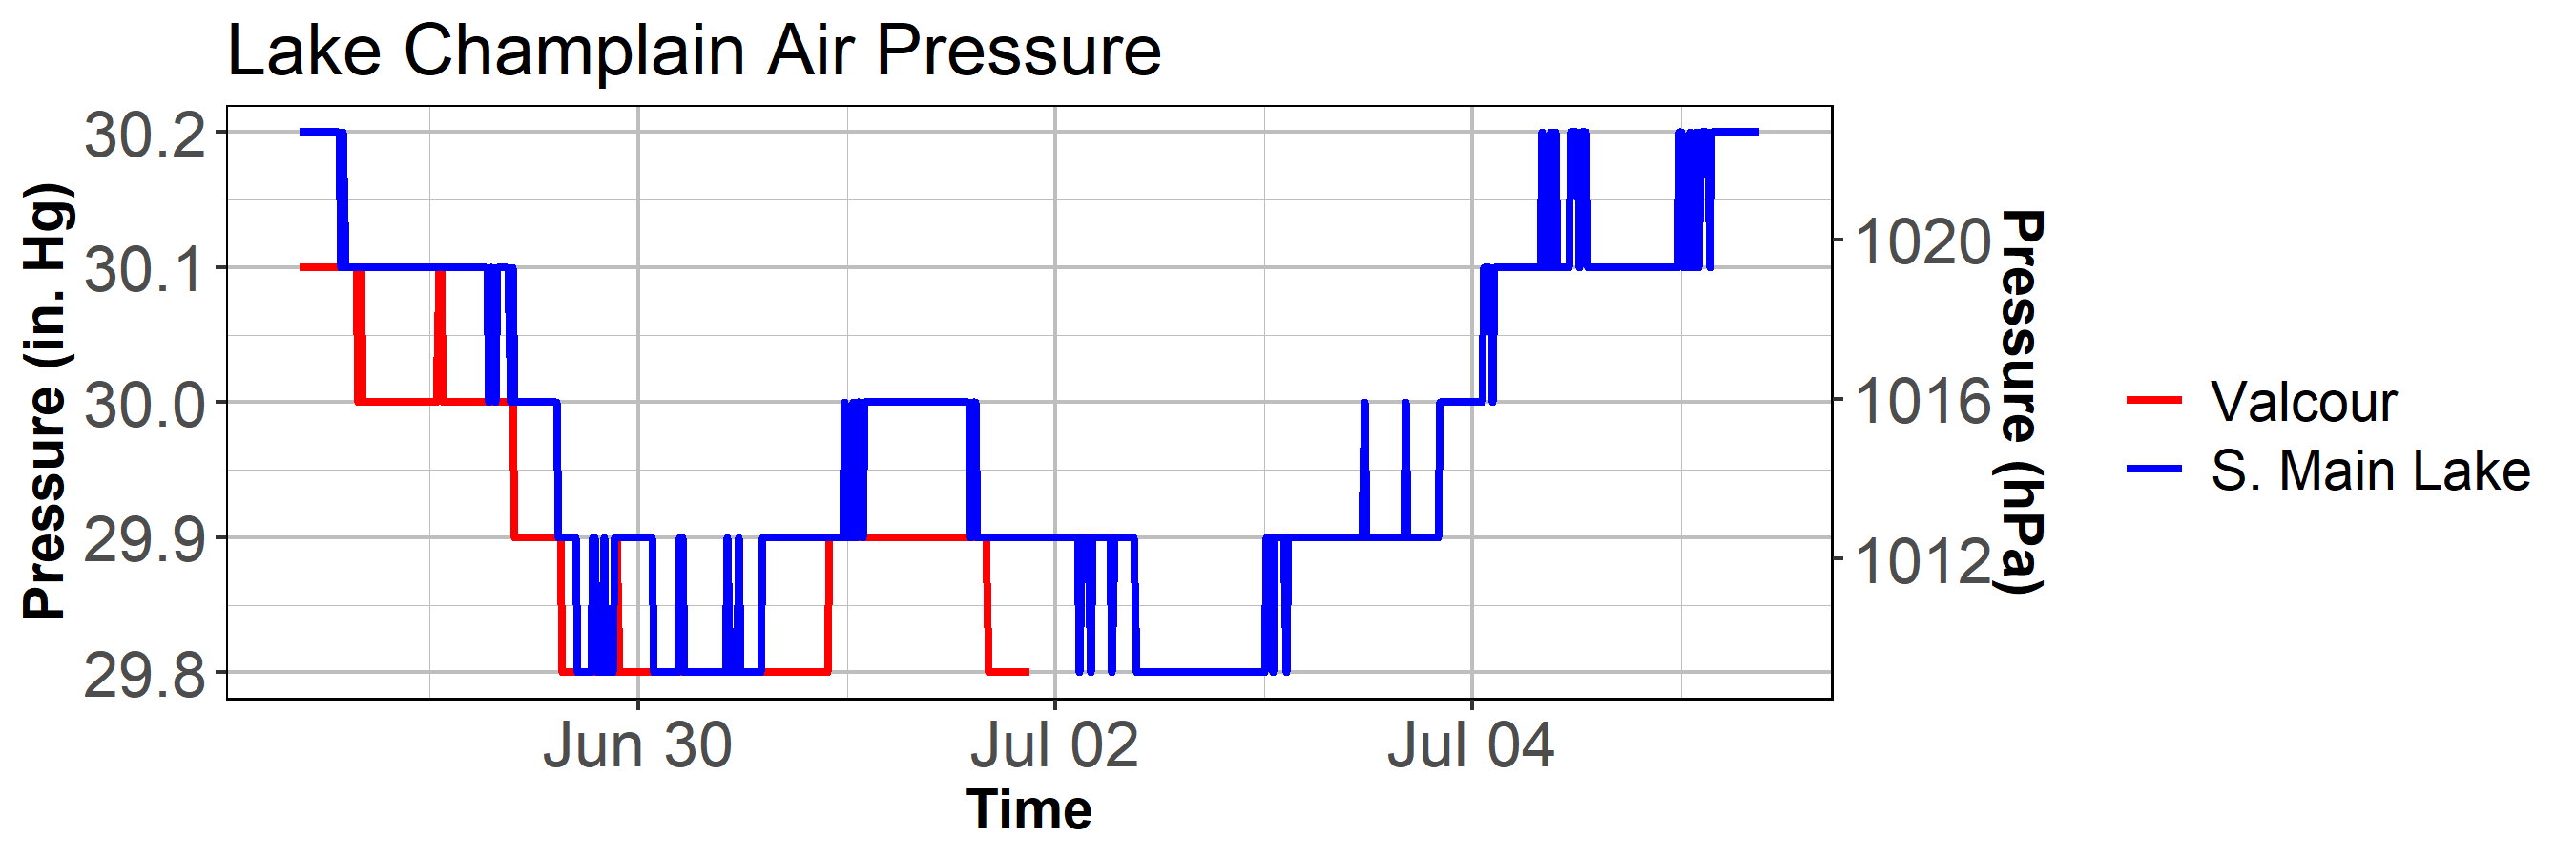 Lake Champlain Air Pressure
30.2
30.1
30.0
29.9
29.8
Pressure (in. Hg)
1020
1016
1012
Pressure (hPa)
Jun 30
Jul 02
Jul 04
Time
Valcour
S. Main Lake